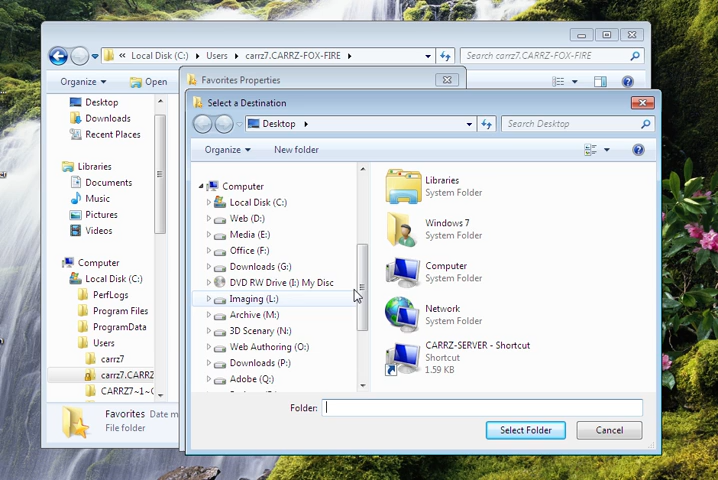 Local Disk (C:) Users carrz7.CARRZ-FOX-FIRE
Search carrz7.CARRZ-FOX-FIRE
Organize
Open
Desktop
Downloads
Recent Places
Libraries
Documents
Music
Pictures
Videos
Computer
Local Disk (C:)
PerfLogs
Program Files
ProgramData
Users
carrz7
carrz7.CARRZ
CARRZ7~1~
Favorites Date m
File folder
Favorites Properties
Select a Destination
Desktop
Search Desktop
Organize
New folder
Computer
Local Disk (C:)
Web (D:)
Media (E:)
Office (F:)
Downloads (G:)
DVD RW Drive (I:) My Disc
Imaging (L:)
Archive (M:)
3D Scenary (N:)
Web Authoring (O:)
Downloads (P:)
Adobe (Q:)
Libraries
System Folder
Windows 7
System Folder
Computer
System Folder
Network
System Folder
CARRZ-SERVER - Shortcut
Shortcut
1.59 KB
Folder:
Select Folder
Cancel